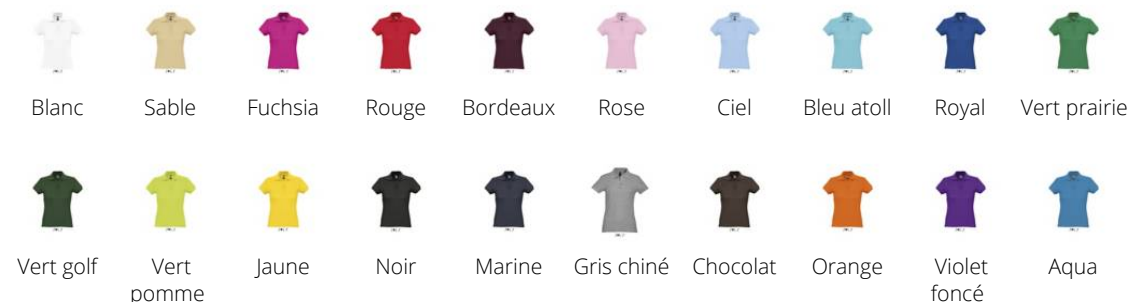 Blanc Sable Fuchsia Rouge Bordeaux Rose Ciel Bleu atoll Royal Vert prairie
Vert golf Vert pomme Jaune Noir Marine Gris chiné Chocolat Orange Violet foncé Aqua